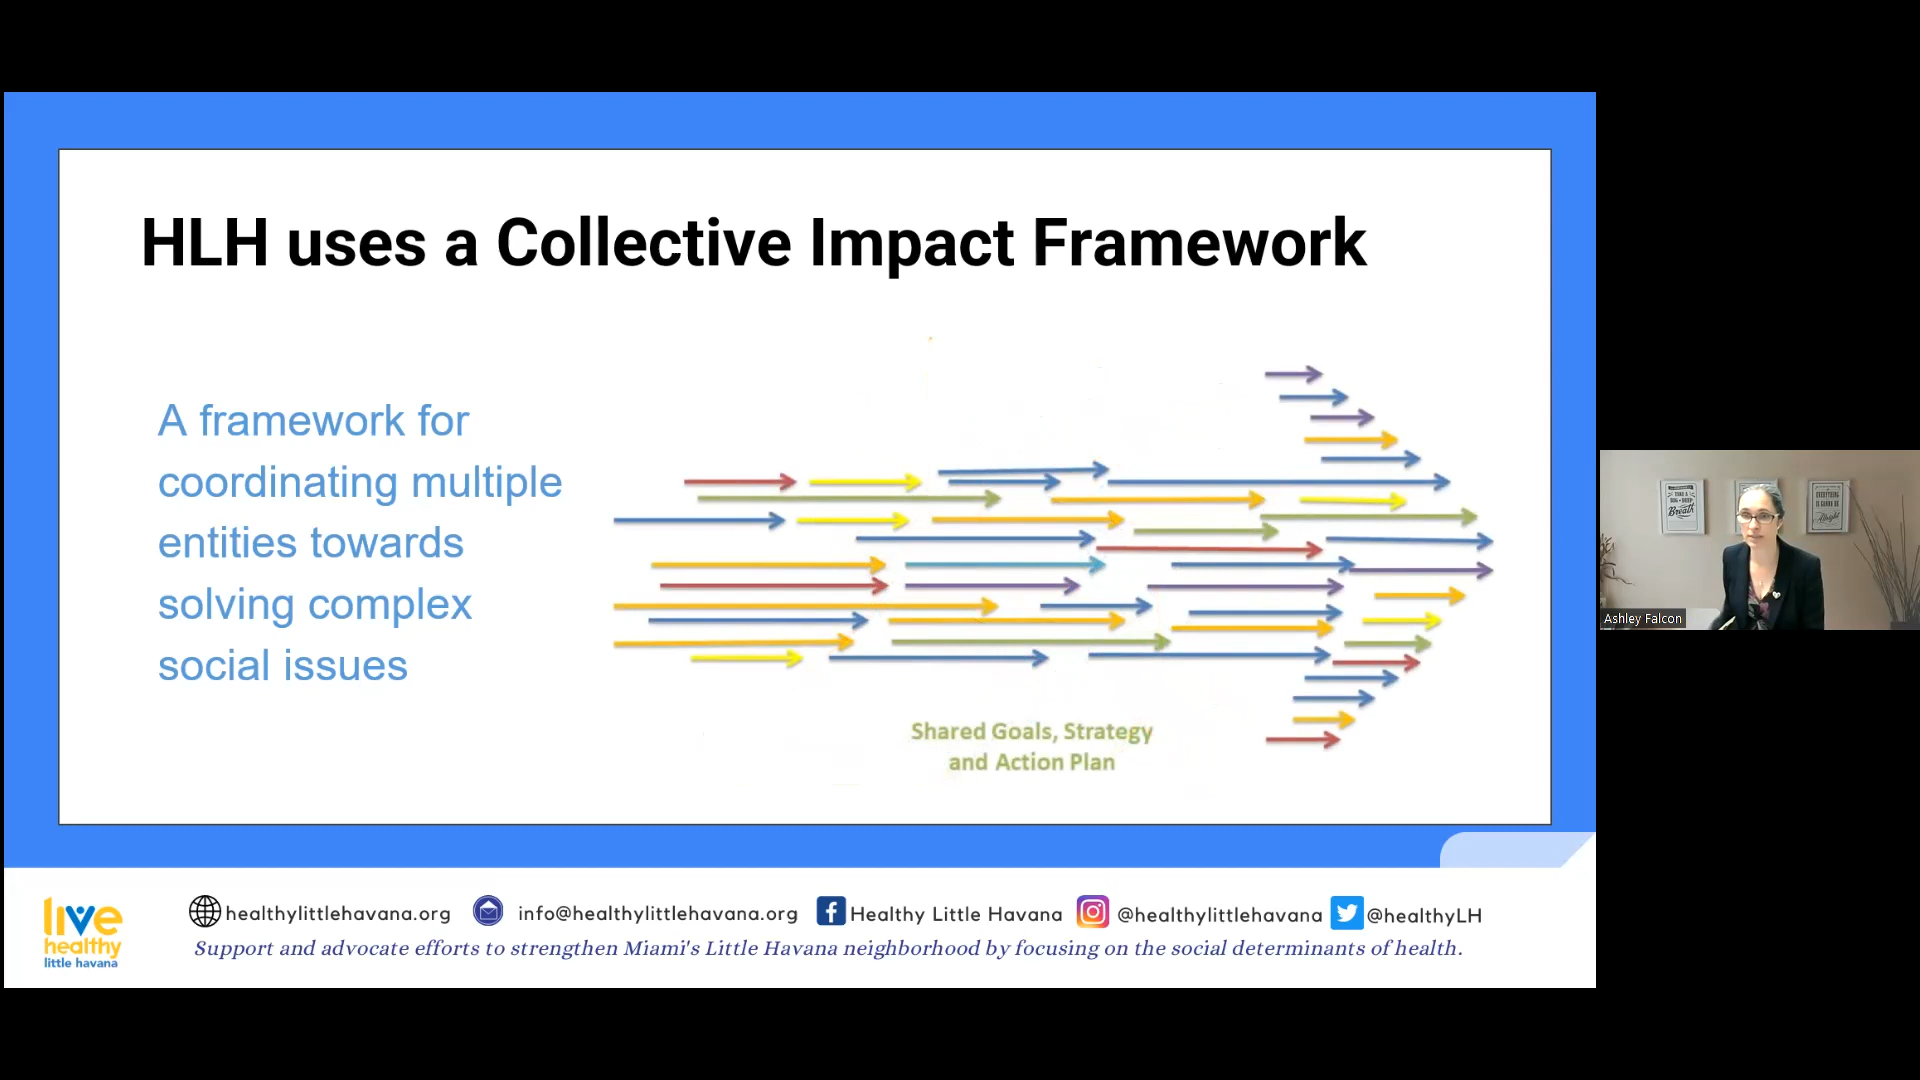 HLH uses a Collective Impact Framework
A framework for
coordinating multiple
entities towards
solving complex
social issues
Shared Goals, Strategy
and Action Plan
live
healthy
little havana
healthylittlehavana.org
info@healthylittlehavana.org
Healthy Little Havana
@healthylittlehavana
@healthyLH
Support and advocate efforts to strengthen Miami's Little Havana neighborhood by focusing on the social determinants of health.
Breath
Alright
Ashley Falcon